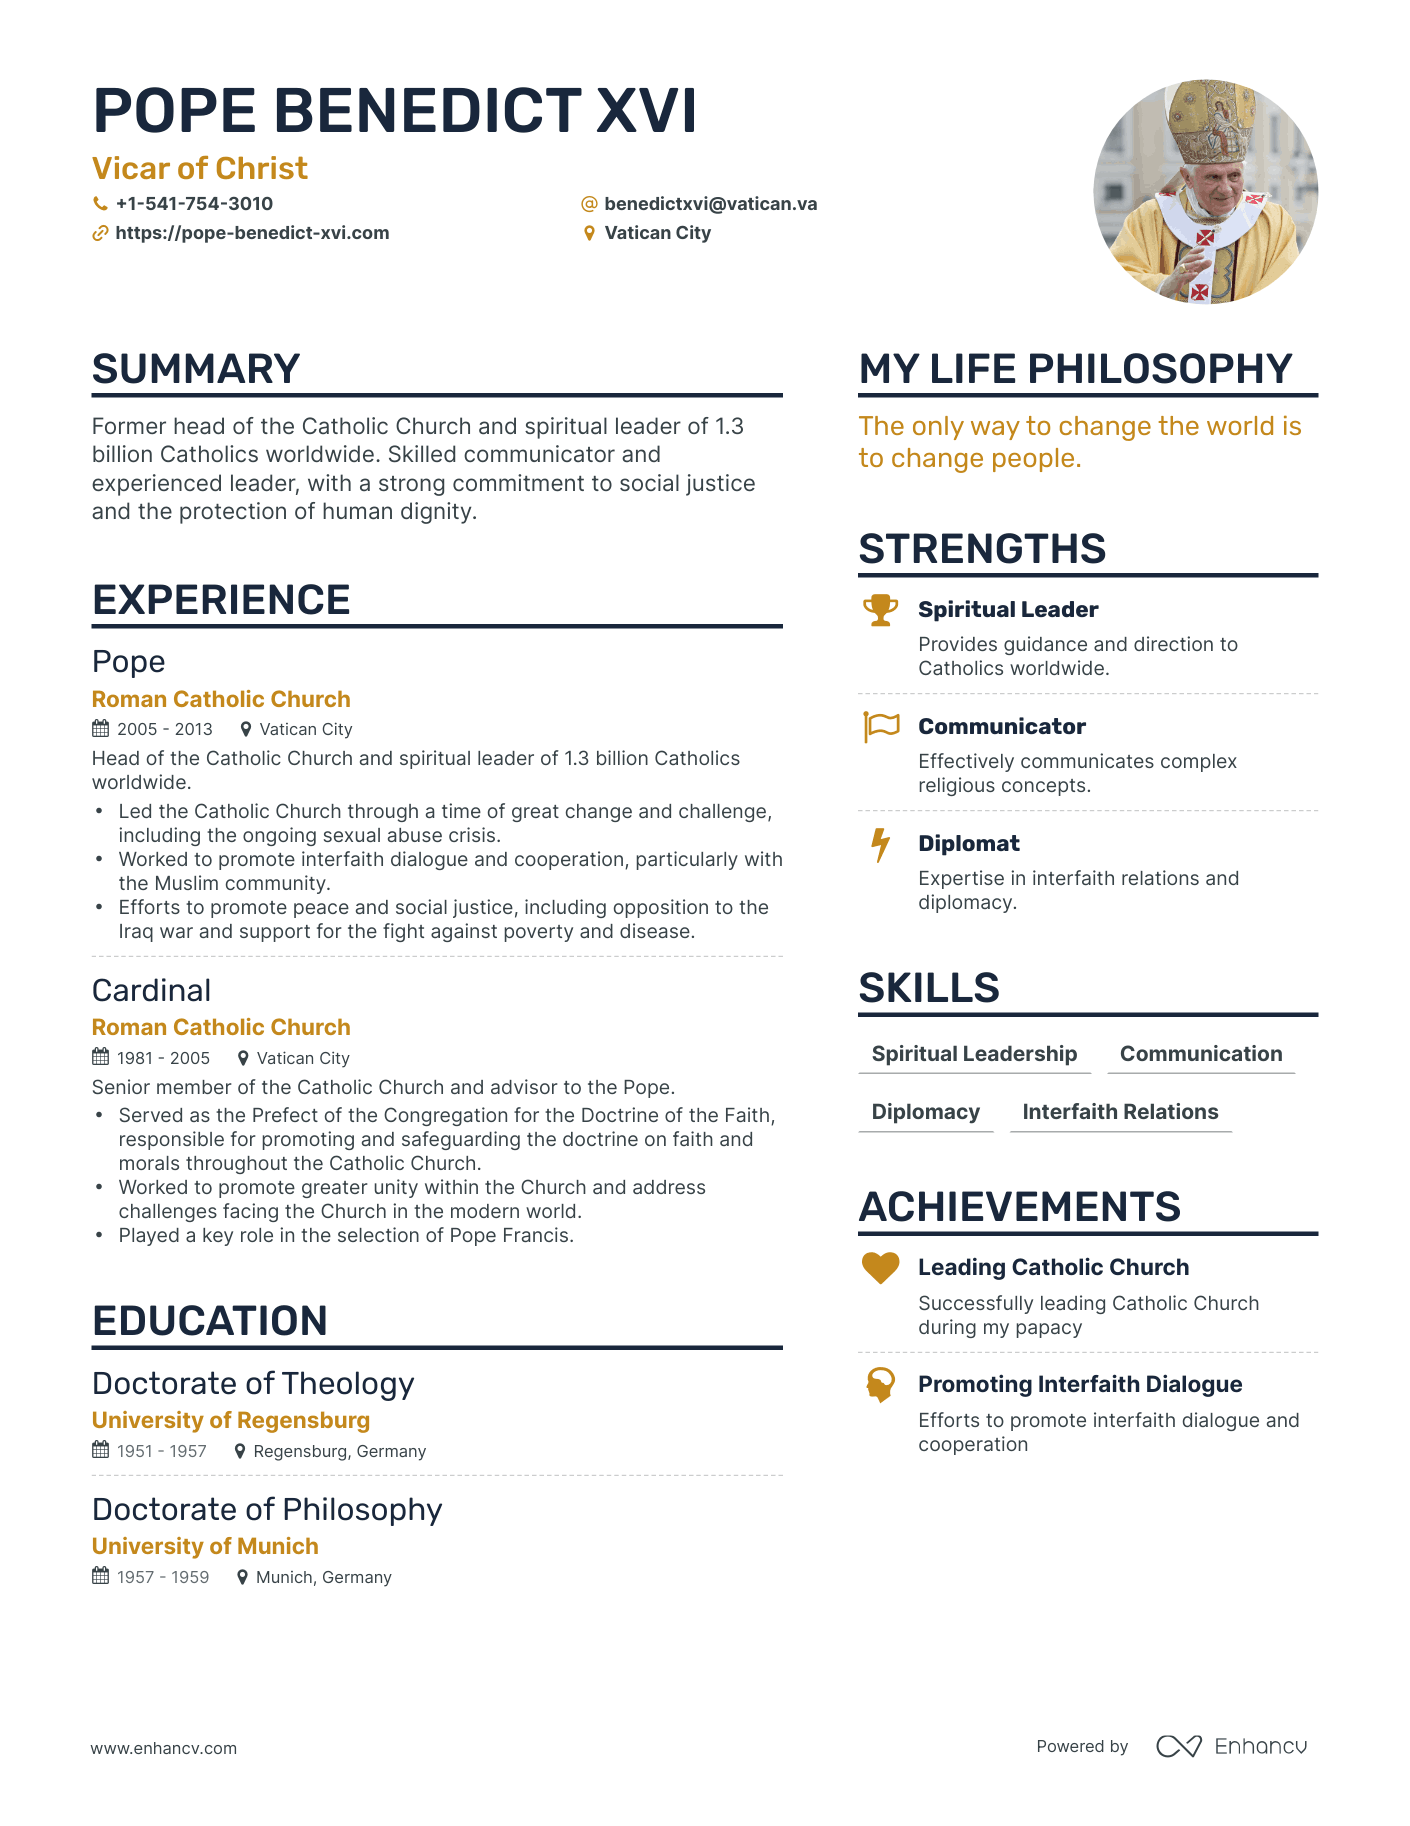 POPE BENEDICT XVI
Vicar of Christ
+1-541-754-3010
benedictxvi@vatican.va
https://pope-benedict-xvi.com
Vatican City
SUMMARY
Former head of the Catholic Church and spiritual leader of 1.3
billion Catholics worldwide. Skilled communicator and
experienced leader, with a strong commitment to social justice
and the protection of human dignity.
EXPERIENCE
Pope
Roman Catholic Church
2005 - 2013 Vatican City
Head of the Catholic Church and spiritual leader of 1.3 billion Catholics
worldwide.
• Led the Catholic Church through a time of great change and challenge,
including the ongoing sexual abuse crisis.
• Worked to promote interfaith dialogue and cooperation, particularly with
the Muslim community.
• Efforts to promote peace and social justice, including opposition to the
Iraq war and support for the fight against poverty and disease.
Cardinal
Roman Catholic Church
1981 - 2005 Vatican City
Senior member of the Catholic Church and advisor to the Pope.
• Served as the Prefect of the Congregation for the Doctrine of the Faith,
responsible for promoting and safeguarding the doctrine on faith and
morals throughout the Catholic Church.
• Worked to promote greater unity within the Church and address
challenges facing the Church in the modern world.
• Played a key role in the selection of Pope Francis.
EDUCATION
Doctorate of Theology
University of Regensburg
1951 - 1957 Regensburg, Germany
Doctorate of Philosophy
University of Munich
1957 - 1959 Munich, Germany
MY LIFE PHILOSOPHY
The only way to change the world is
to change people.
STRENGTHS
Spiritual Leader
Provides guidance and direction to
Catholics worldwide.
Communicator
Effectively communicates complex
religious concepts.
Diplomat
Expertise in interfaith relations and
diplomacy.
SKILLS
Spiritual Leadership Communication
Diplomacy Interfaith Relations
ACHIEVEMENTS
Leading Catholic Church
Successfully leading Catholic Church
during my papacy
Promoting Interfaith Dialogue
Efforts to promote interfaith dialogue and
cooperation
www.enhancv.com
Powered by Enhancv